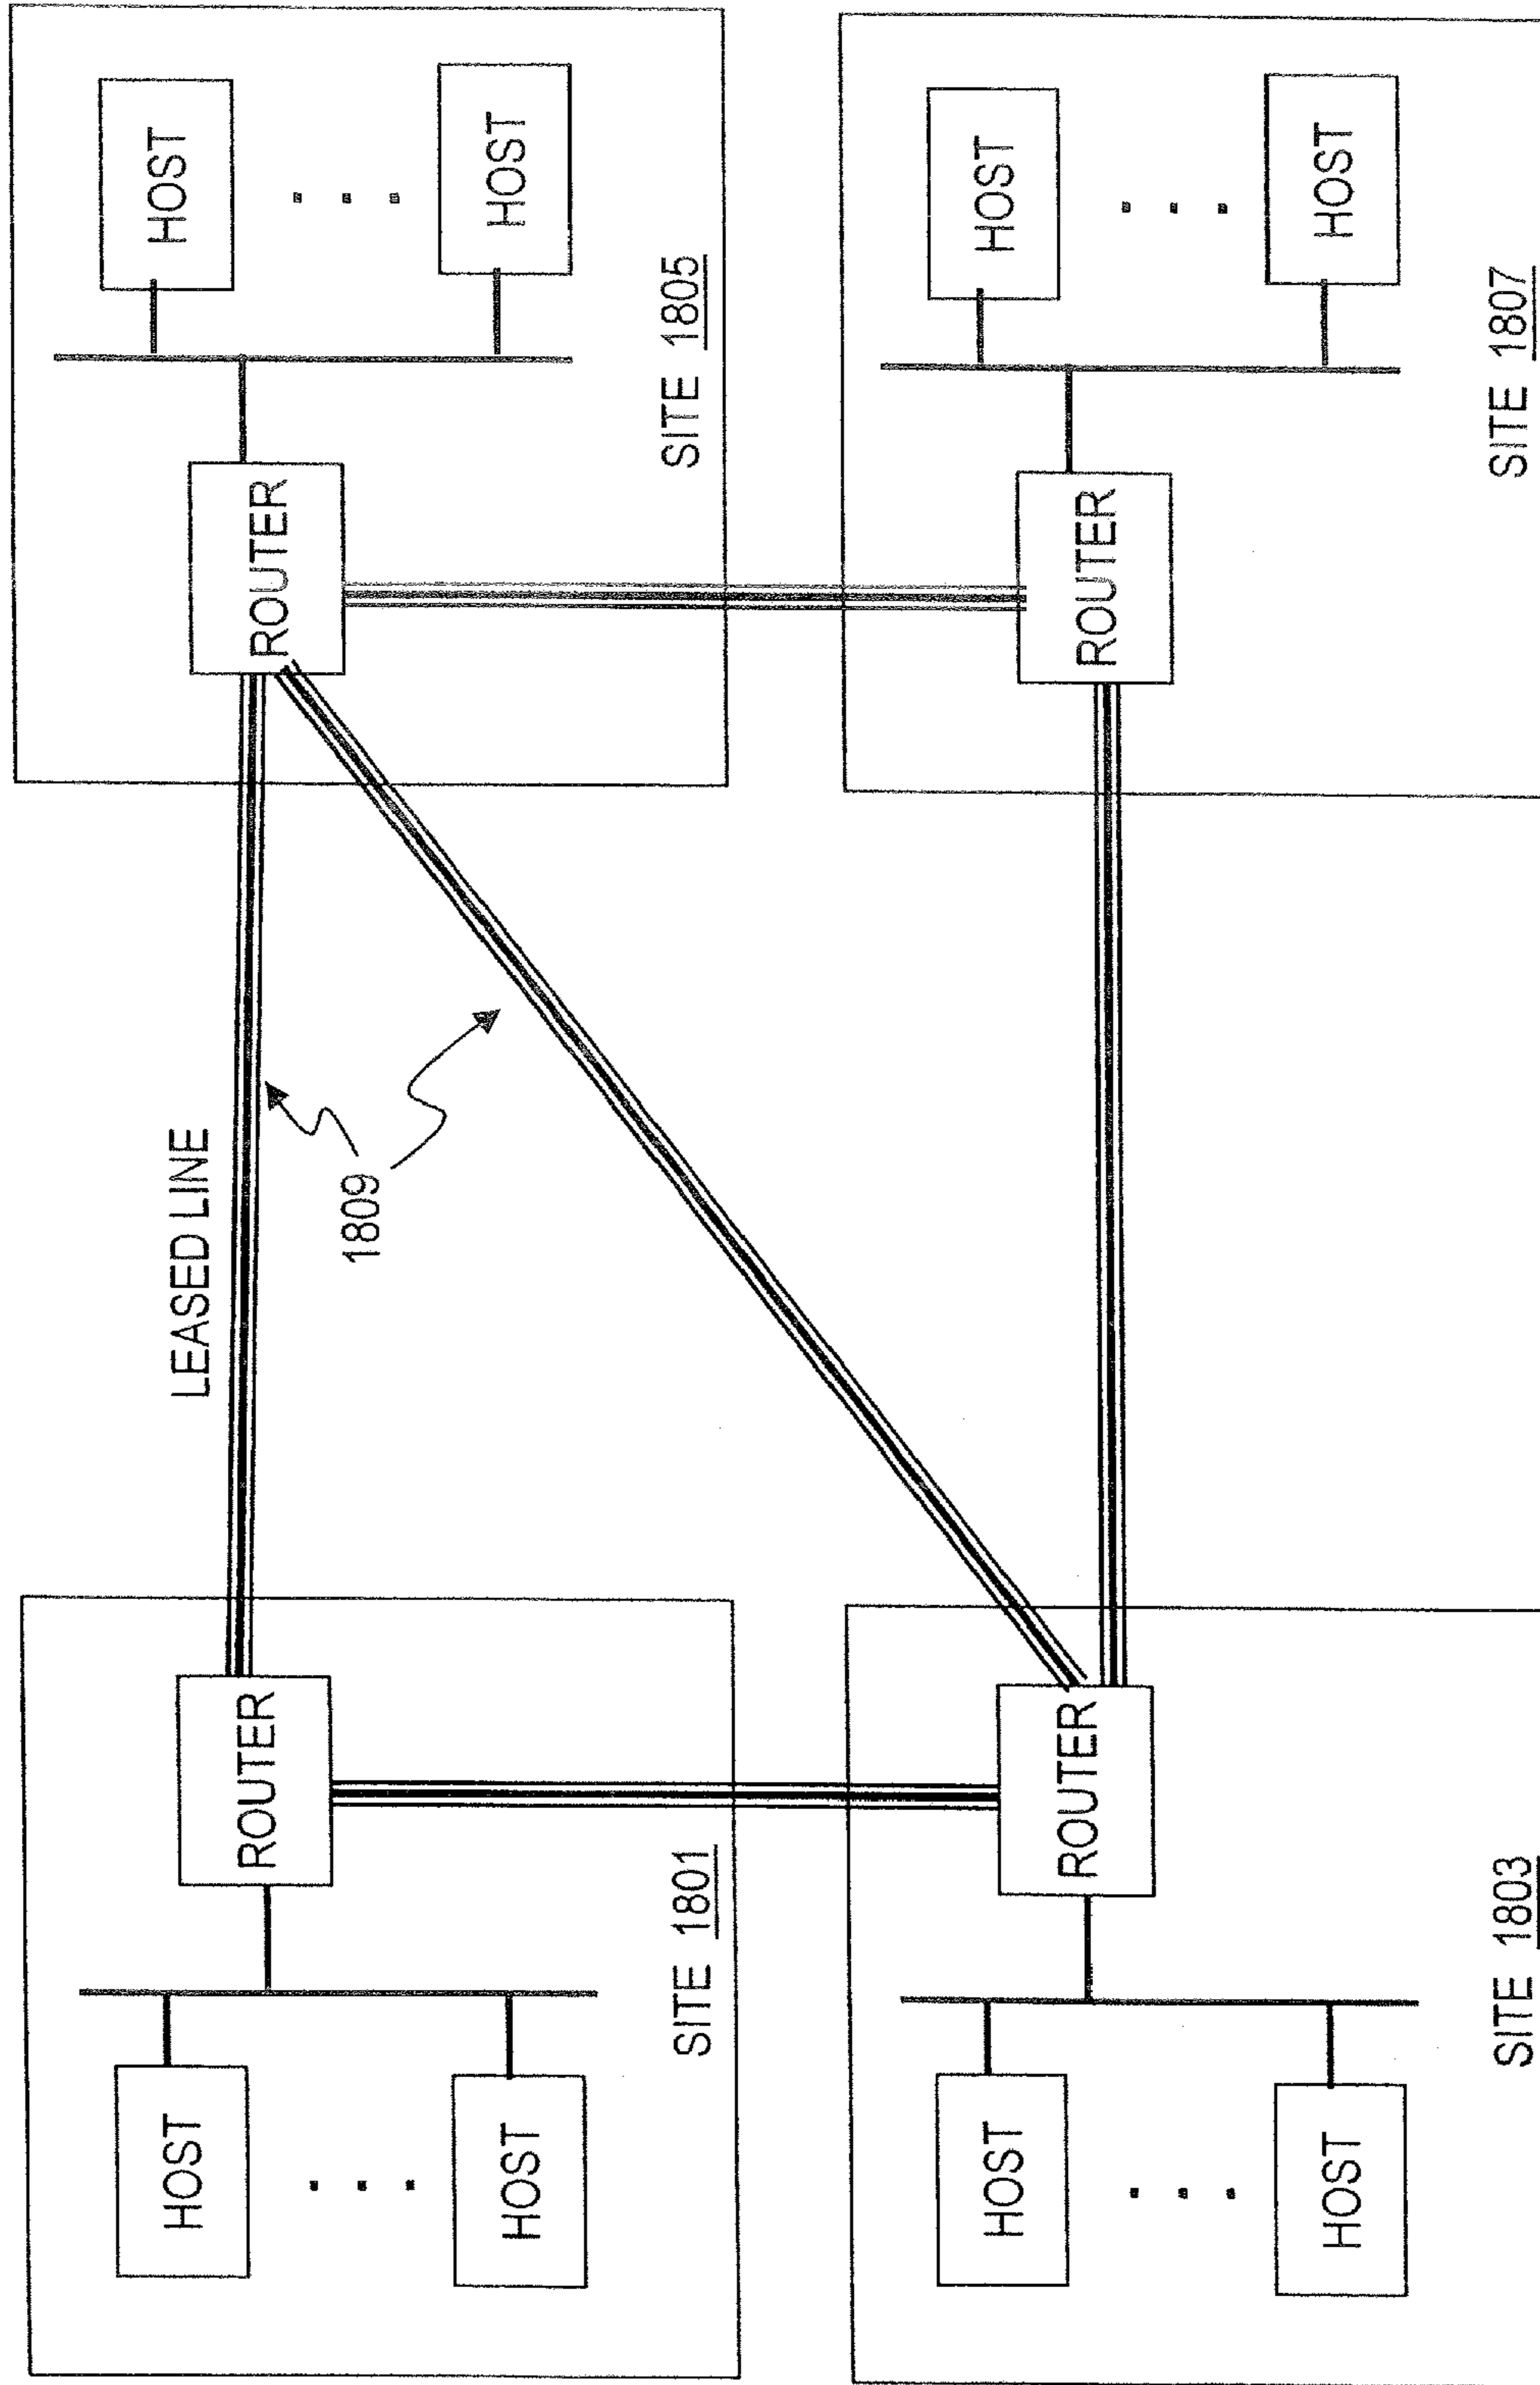 HOST
HOST
ROUTER
SITE 1801
LEASED LINE
1809
ROUTER
HOST
HOST
SITE 1805
HOST
HOST
ROUTER
SITE 1803
ROUTER
HOST
HOST
SITE 1807